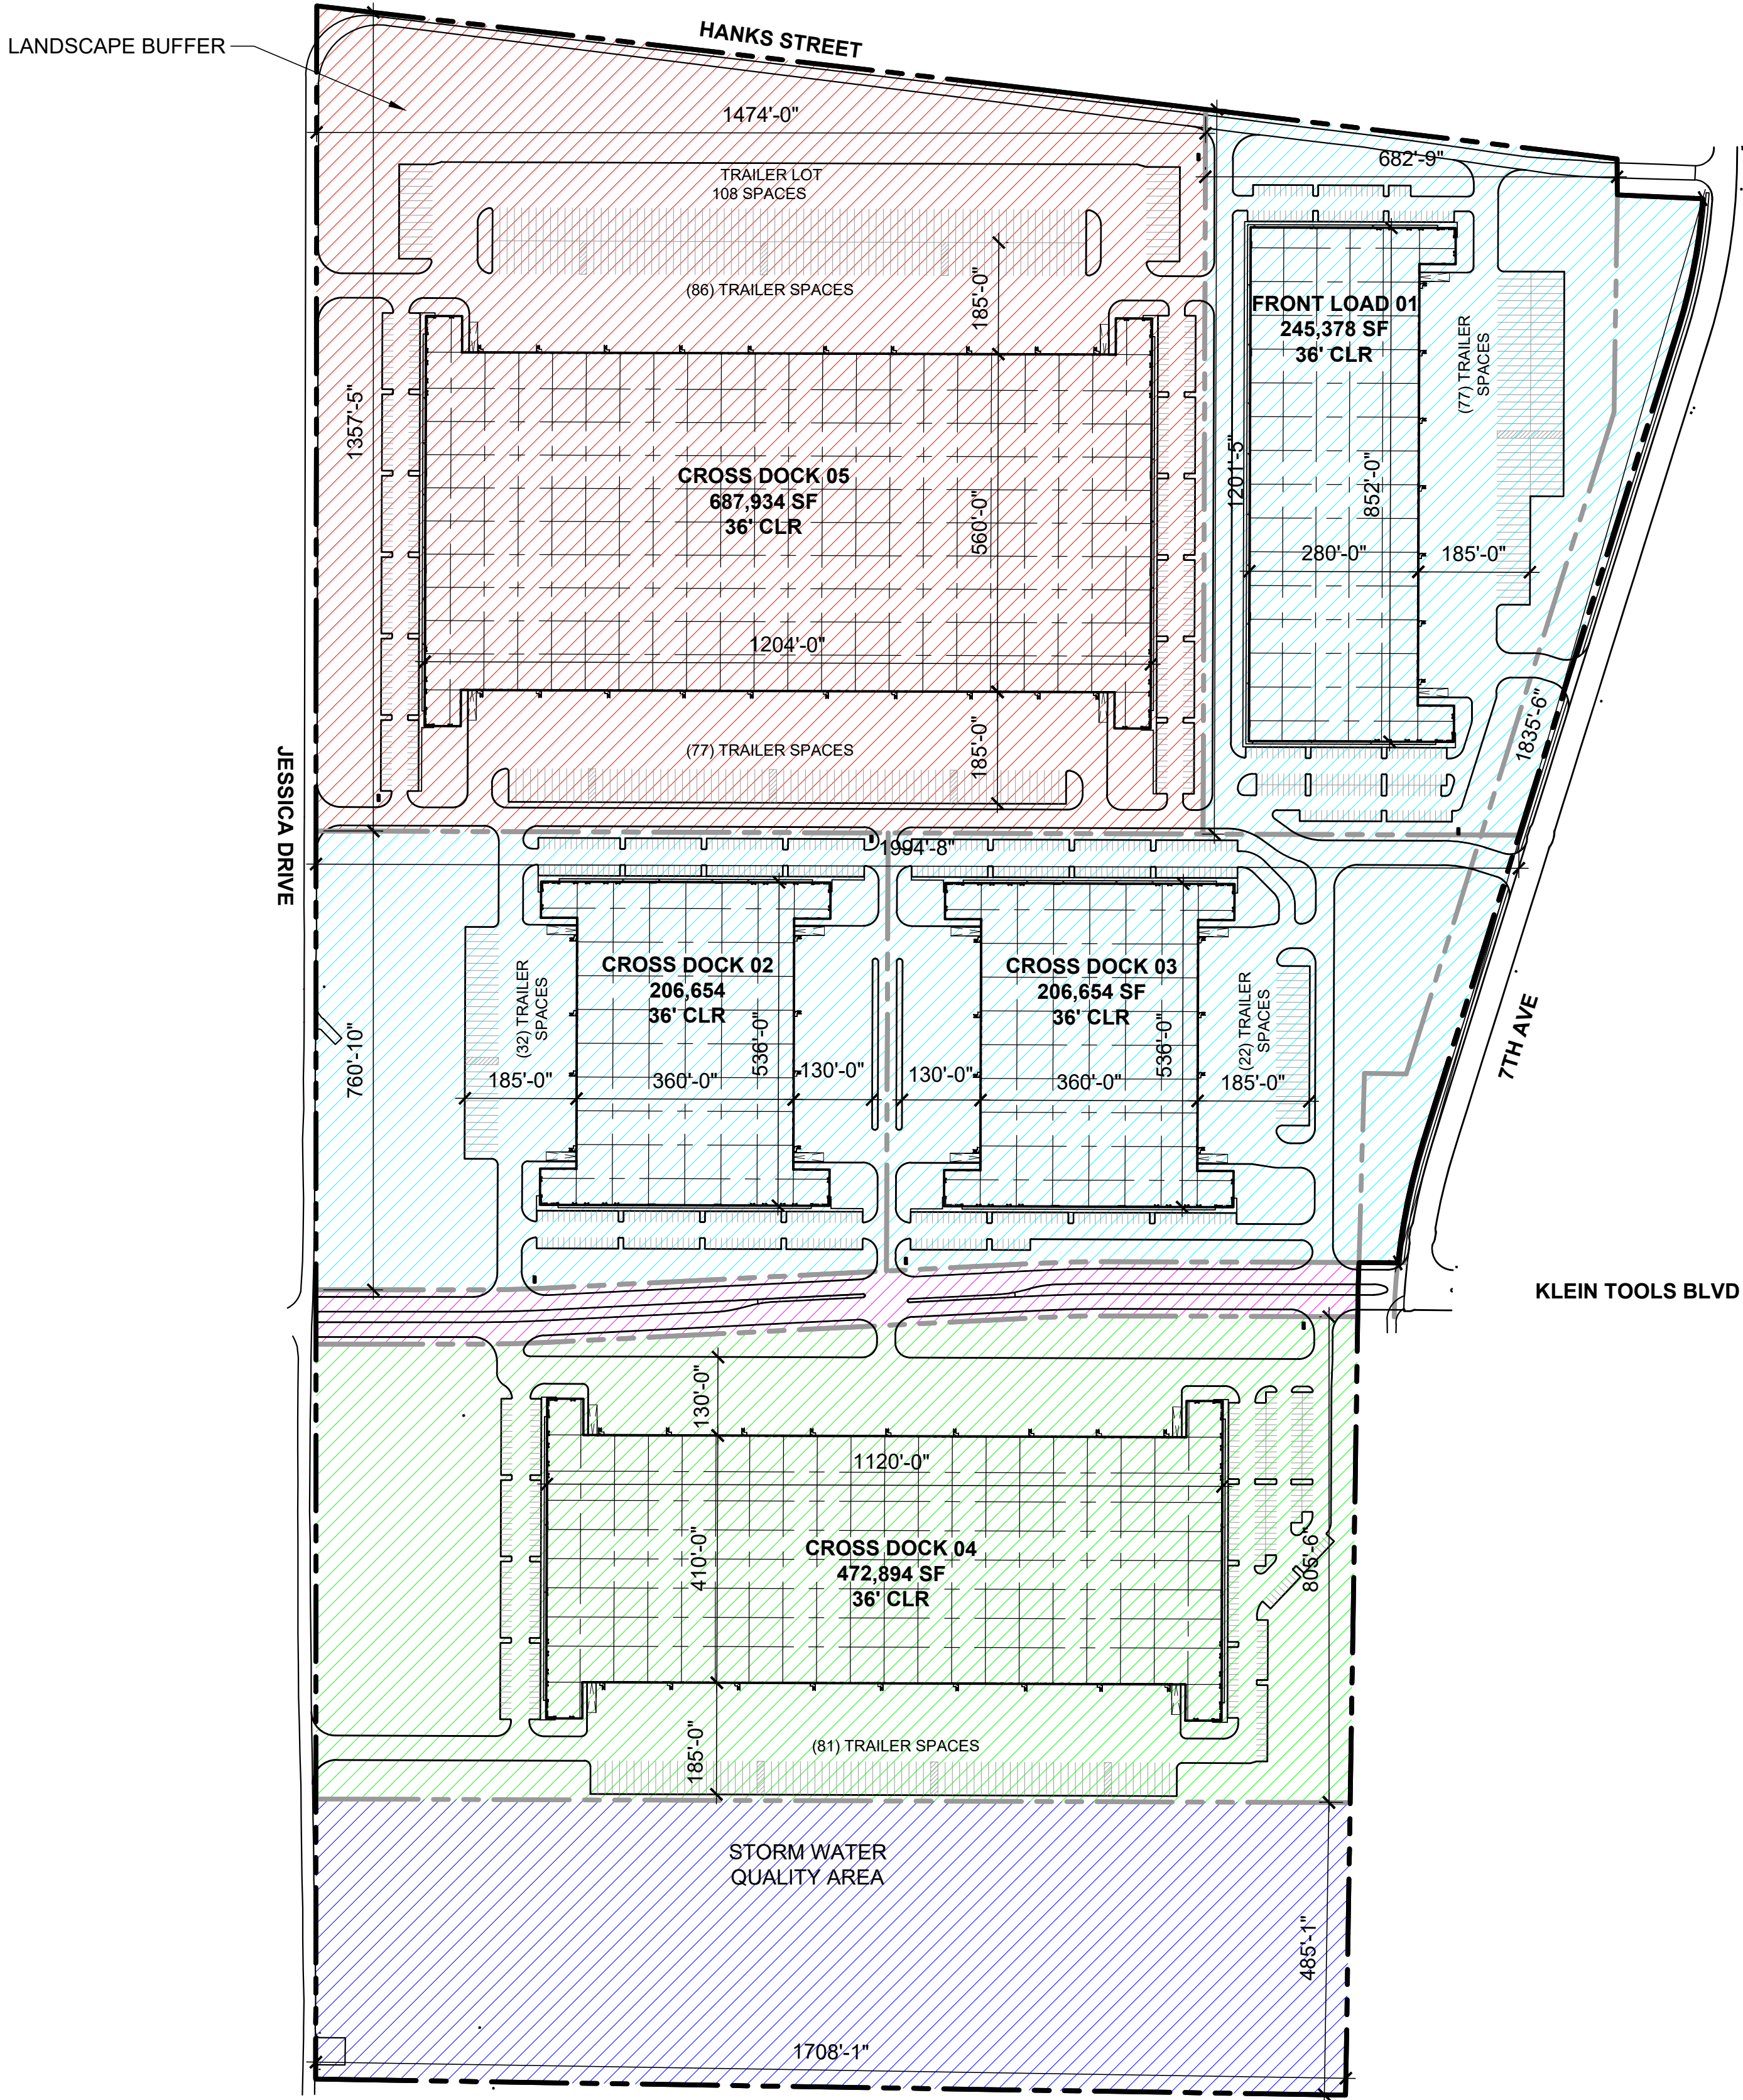 HANKS STREET
LANDSCAPE BUFFER
1474'-0"
682'-9"
TRAILER LOT
108 SPACES
(86) TRAILER SPACES
185'-0"
1357'-5"
CROSS DOCK 05
687,934 SF
36' CLR
560'-0"
1204'-0"
(77) TRAILER SPACES
185'-0"
FRONT LOAD 01
245,378 SF
36' CLR
(77) TRAILER
SPACES
1201'-5"
852'-0"
280'-0"
185'-0"
1835'-6"
JESSICA DRIVE
1994'-8"
CROSS DOCK 02
206,654
36' CLR
(32) TRAILER
SPACES
536'-0"
185'-0"
360'-0"
130'-0"
760'-10"
CROSS DOCK 03
206,654 SF
36' CLR
(22) TRAILER
SPACES
536'-0"
130'-0"
360'-0"
185'-0"
7TH AVE
KLEIN TOOLS BLVD
130'-0"
1120'-0"
CROSS DOCK 04
472,894 SF
36' CLR
410'-0"
805'-6"
185'-0"
(81) TRAILER SPACES
STORM WATER
QUALITY AREA
485'-1"
1708'-1"